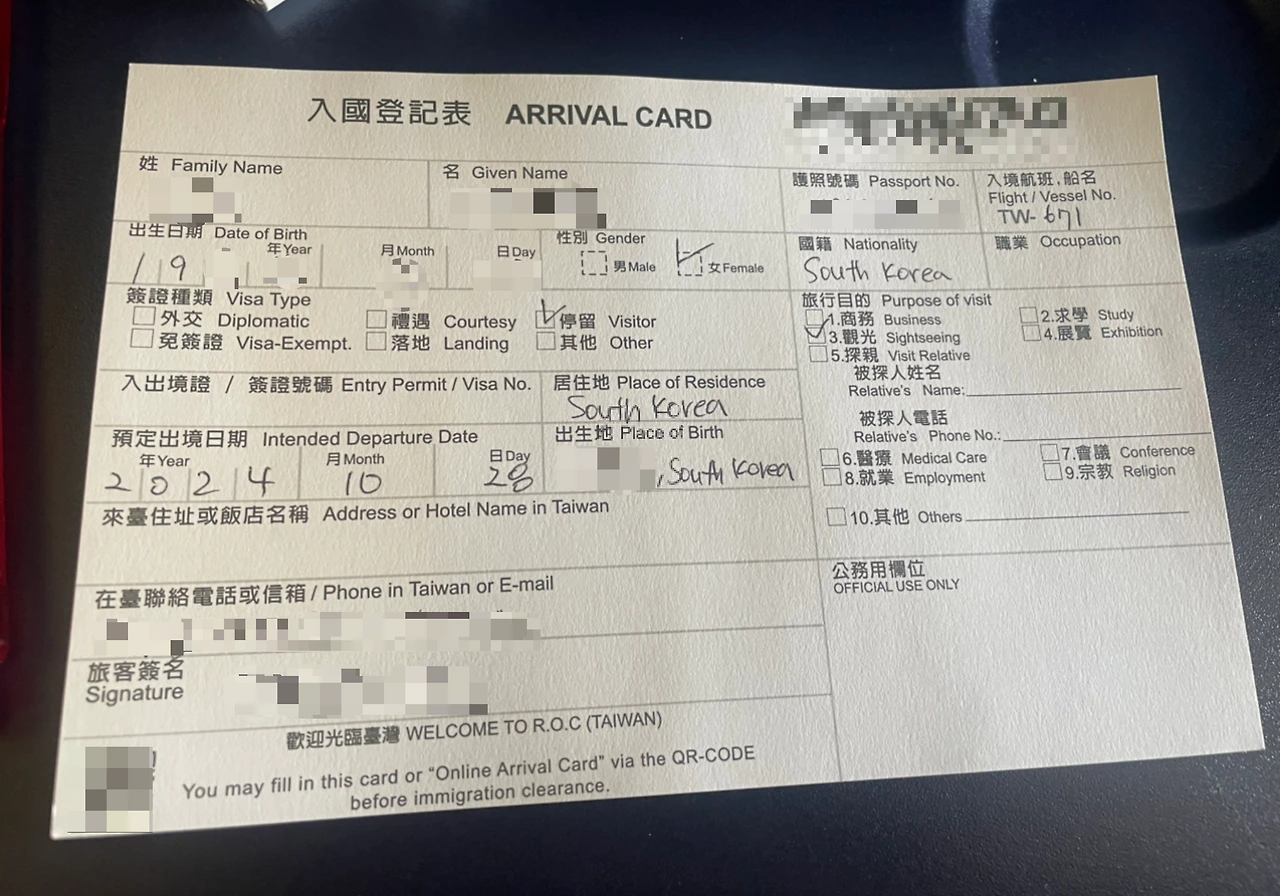 入國登記表 ARRIVAL CARD
姓 Family Name
名 Given Name
護照號碼 Passport No.
入境航班,船名
Flight / Vessel No.
TW-671
出生日期 Date of Birth
年Year 月Month 日Day
19
性別 Gender
男Male 女Female
國籍 Nationality
South Korea
職業 Occupation
簽證種類 Visa Type
外交 Diplomatic 禮遇 Courtesy 停留 Visitor
免簽證 Visa-Exempt. 落地 Landing 其他 Other
旅行目的 Purpose of visit
1.商務 Business 2.求學 Study
3.觀光 Sightseeing 4.展覽 Exhibition
5.探親 Visit Relative
被探人姓名
Relative's Name:
被探人電話
Relative's Phone No.:
6.醫療 Medical Care 7.會議 Conference
8.就業 Employment 9.宗教 Religion
10.其他 Others
入出境證 / 簽證號碼 Entry Permit / Visa No.
居住地 Place of Residence
South Korea
預定出境日期 Intended Departure Date
年Year 月Month 日Day
2024 10 28
出生地 Place of Birth
, South Korea
來臺住址或飯店名稱 Address or Hotel Name in Taiwan
在臺聯絡電話或信箱 / Phone in Taiwan or E-mail
旅客簽名
Signature
公務用欄位
OFFICIAL USE ONLY
歡迎光臨臺灣 WELCOME TO R.O.C (TAIWAN)
You may fill in this card or “Online Arrival Card” via the QR-CODE
before immigration clearance.